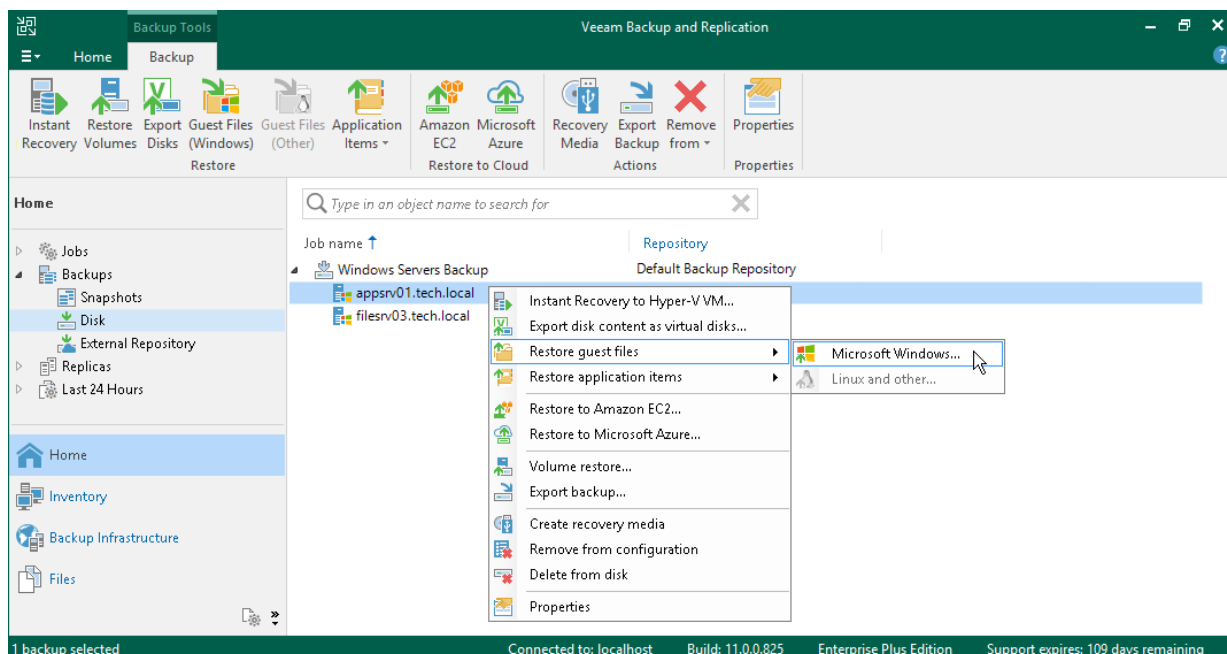 Backup Tools
Veeam Backup and Replication
Home
Backup
Instant Recovery
Restore Volumes
Export Disks
Guest Files (Windows)
Guest Files (Other)
Application Items
Amazon EC2
Microsoft Azure
Recovery Media
Export Backup
Remove from
Properties
Restore
Restore to Cloud
Actions
Properties
Home
Type in an object name to search for
Jobs
Backups
Snapshots
Disk
External Repository
Replicas
Last 24 Hours
Job name
Repository
Windows Servers Backup
Default Backup Repository
appsrv01.tech.local
filesrv03.tech.local
Instant Recovery to Hyper-V VM...
Export disk content as virtual disks...
Restore guest files
Restore application items
Restore to Amazon EC2...
Restore to Microsoft Azure...
Volume restore...
Export backup...
Create recovery media
Remove from configuration
Delete from disk
Properties
Microsoft Windows...
Linux and other...
Home
Inventory
Backup Infrastructure
Files
1 backup selected
Connected to: localhost
Build: 11.0.0.825
Enterprise Plus Edition
Support expires: 109 days remaining